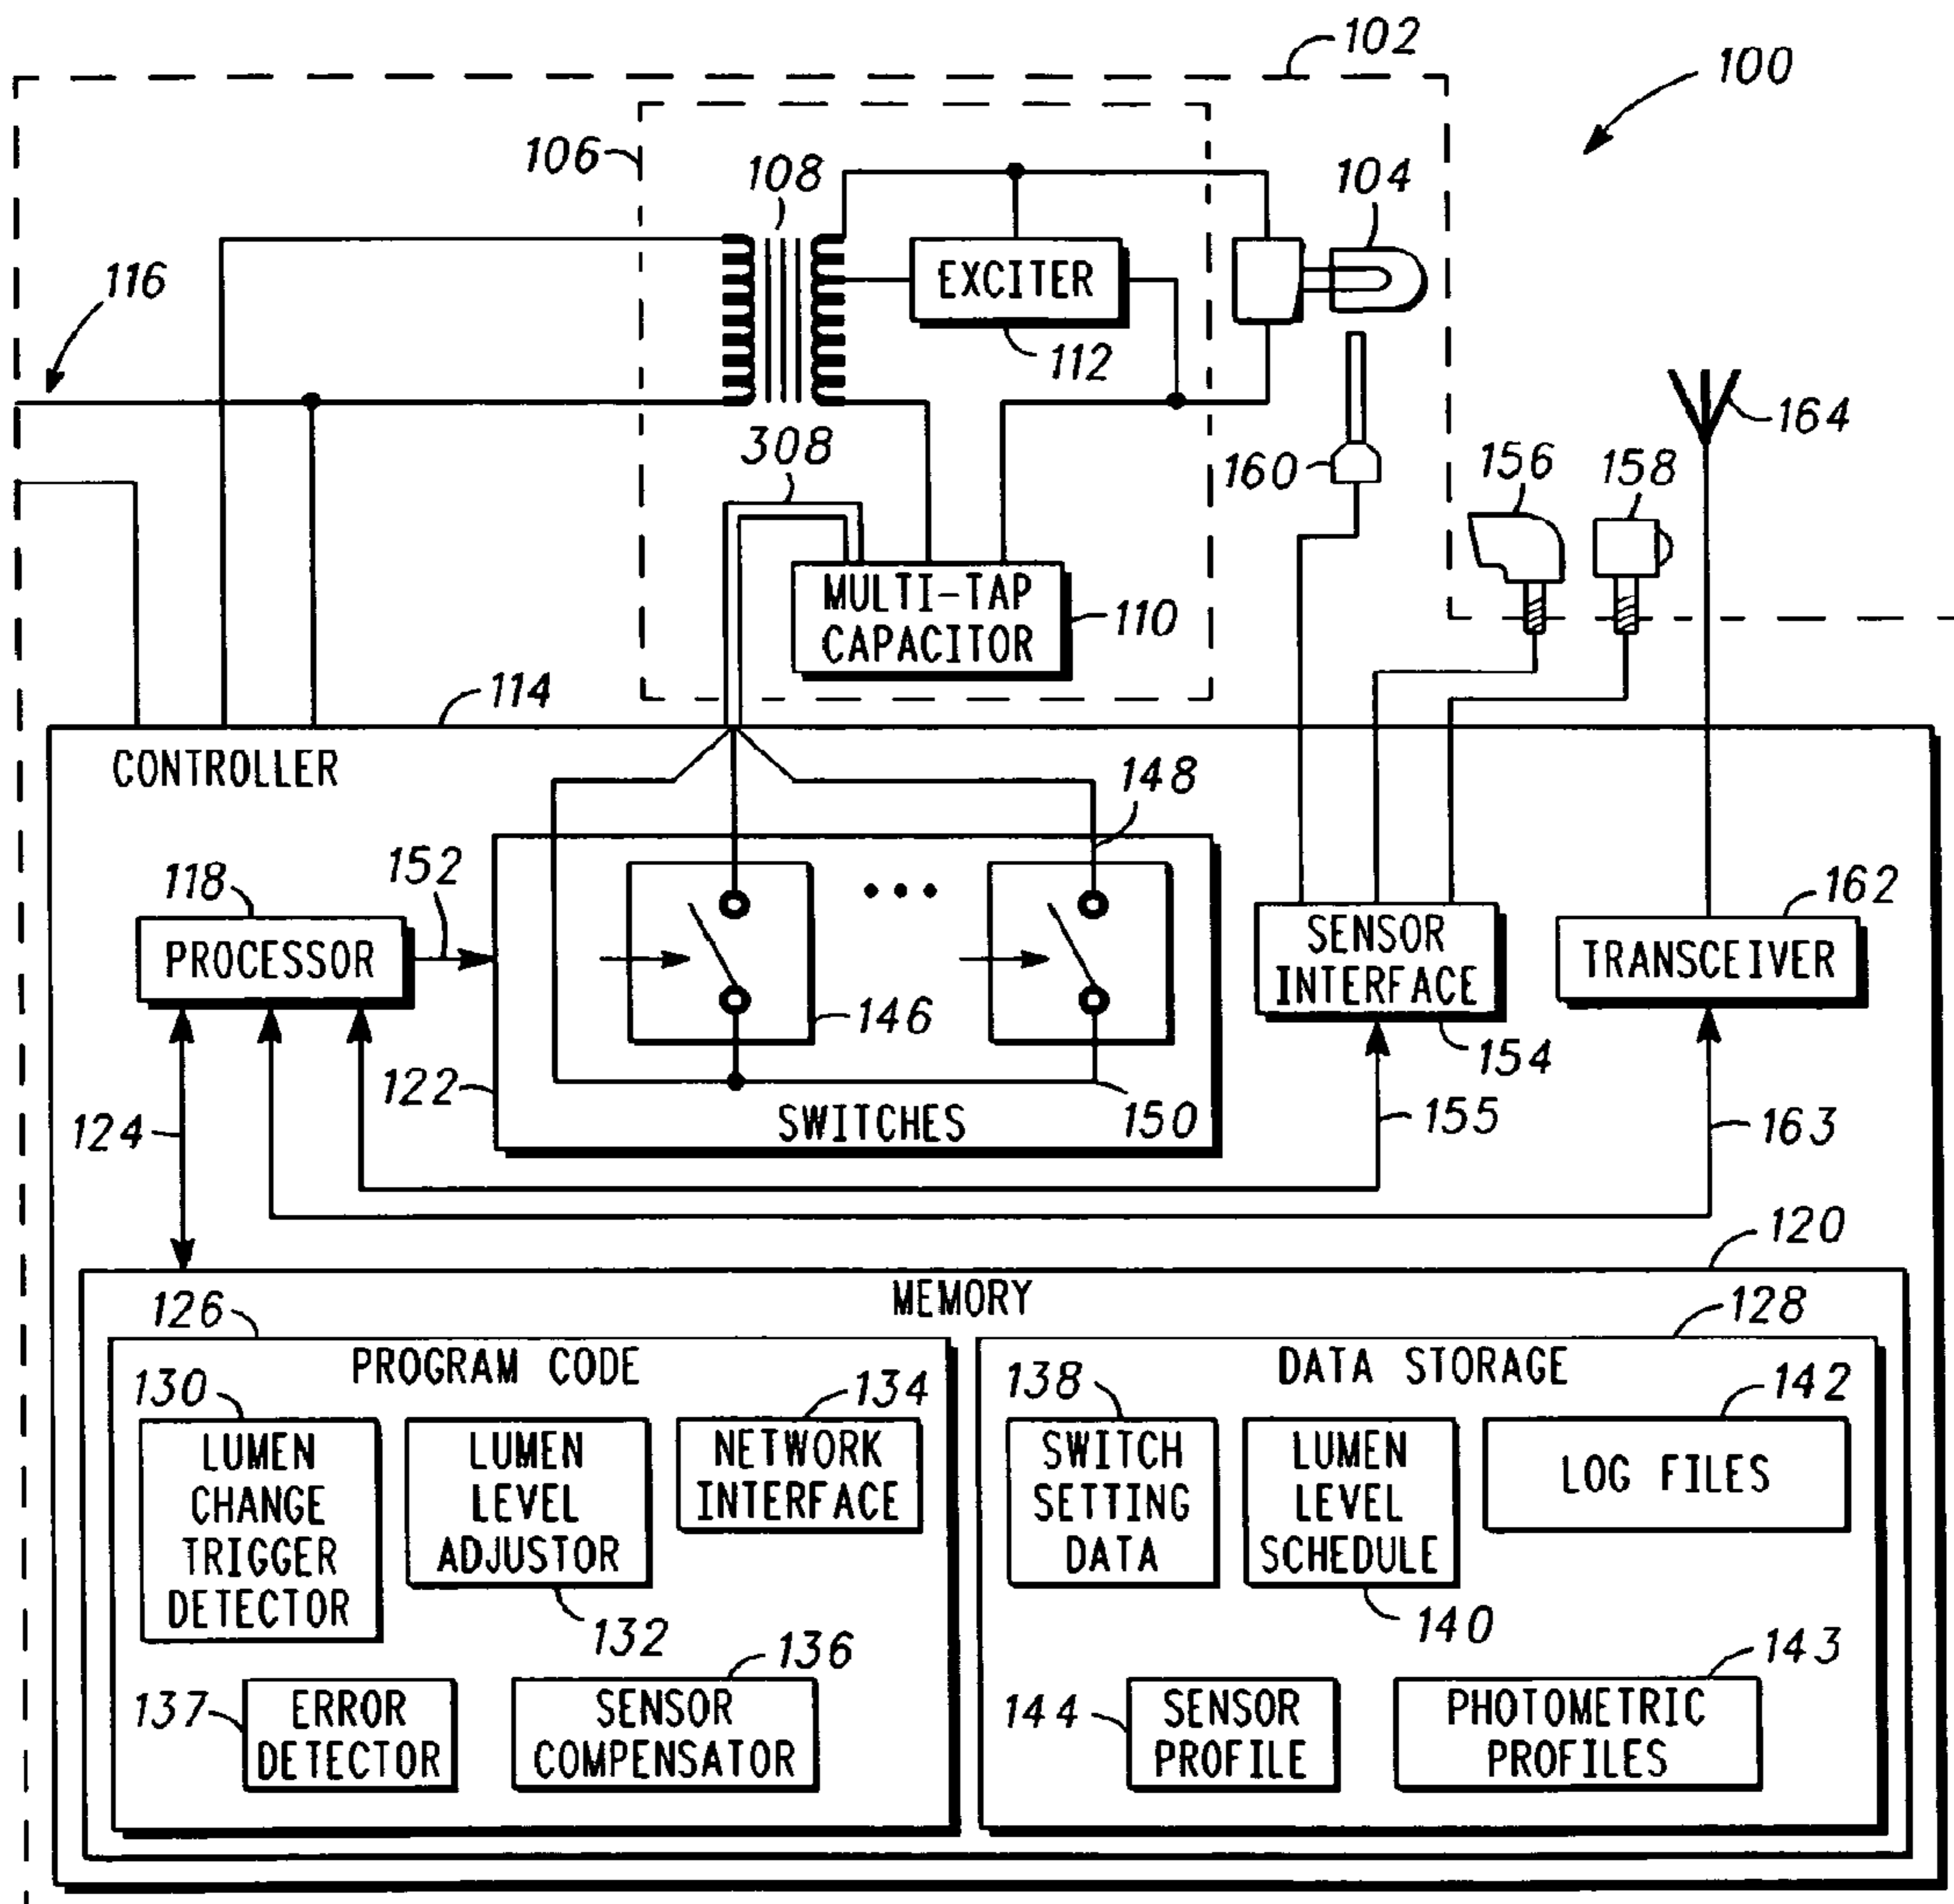 102
100
106
108
104
116
EXCITER
112
164
308
160
156
158
MULTI-TAP
CAPACITOR
110
114
CONTROLLER
148
152
118
162
PROCESSOR
SENSOR
INTERFACE
TRANSCEIVER
146
154
122
124
SWITCHES
150
155
163
120
MEMORY
126
128
PROGRAM CODE
DATA STORAGE
130
134
138
142
LUMEN
CHANGE
TRIGGER
DETECTOR
LUMEN
LEVEL
ADJUSTOR
NETWORK
INTERFACE
SWITCH
SETTING
DATA
LUMEN
LEVEL
SCHEDULE
LOG FILES
132
136
140
143
137
ERROR
DETECTOR
SENSOR
COMPENSATOR
144
SENSOR
PROFILE
PHOTOMETRIC
PROFILES